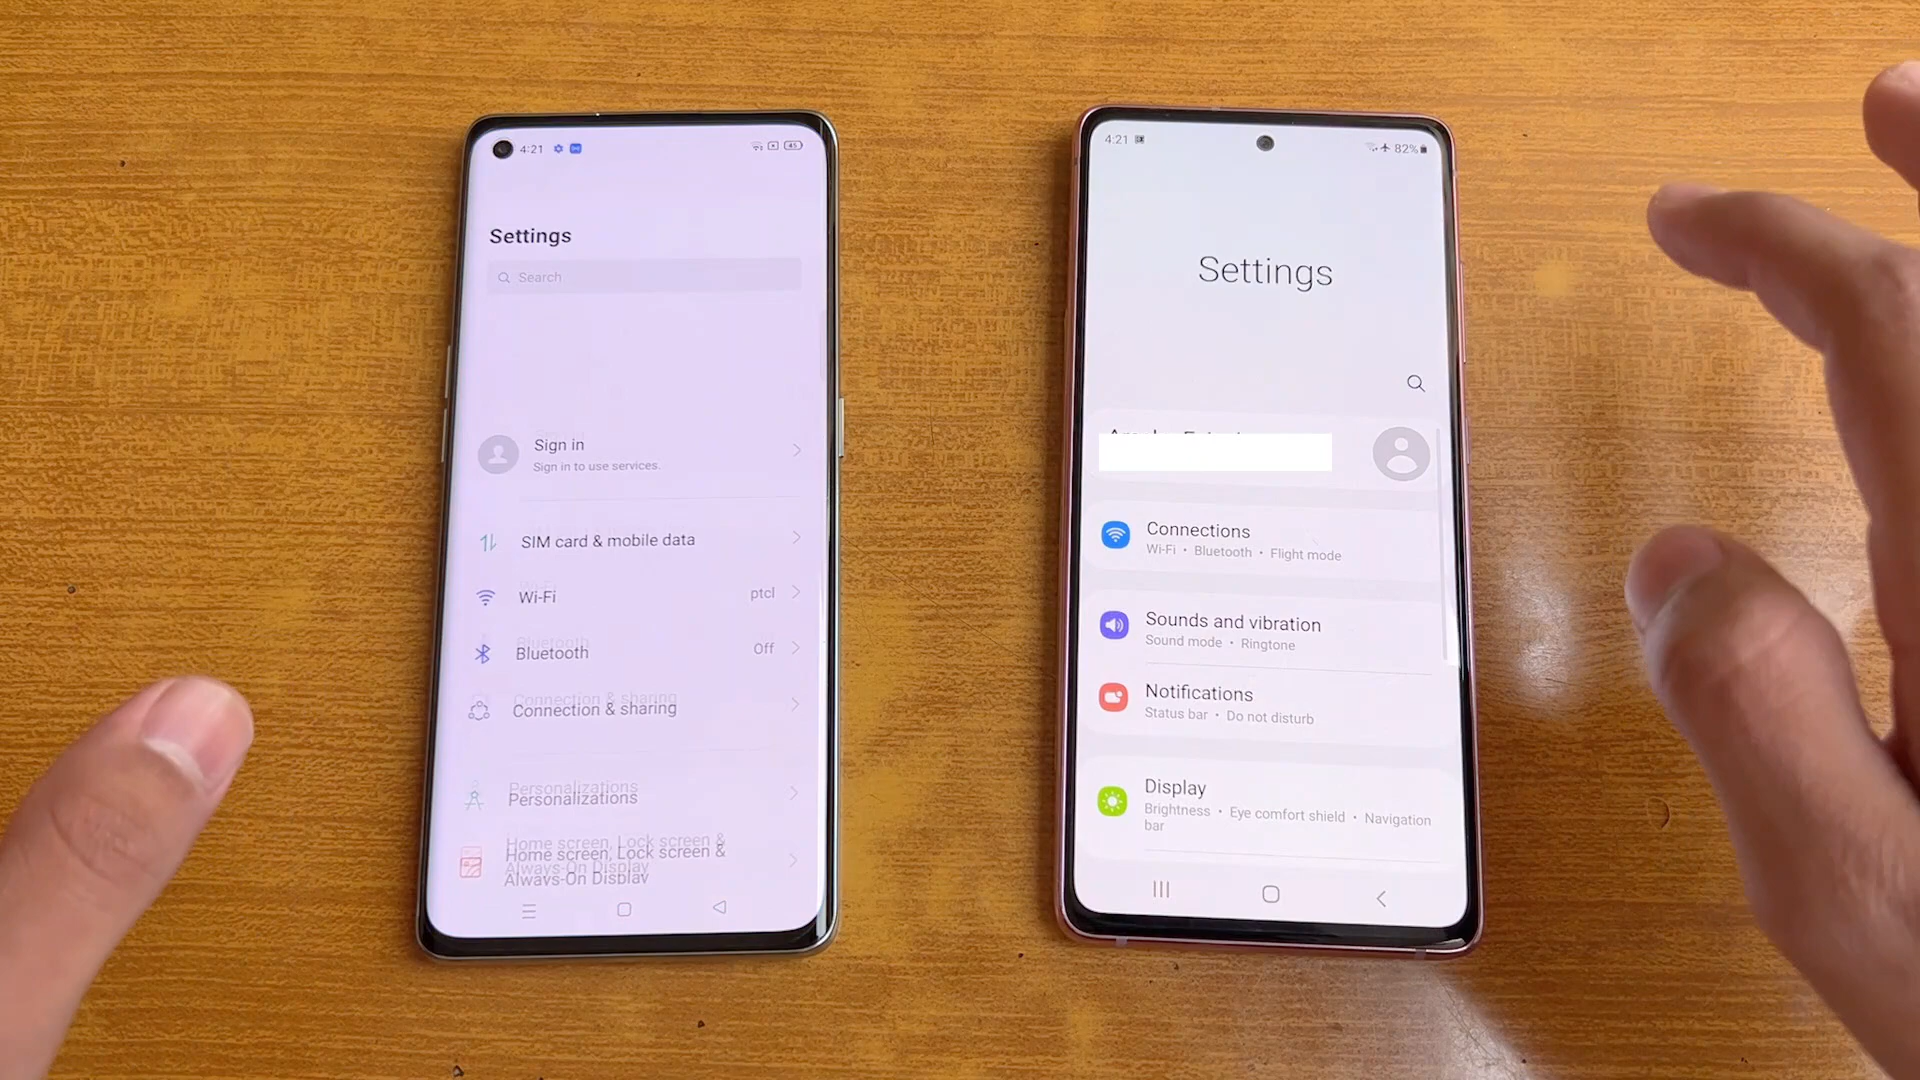 4:21
45
Settings
Search
Sign in
Sign in to use services.
SIM card & mobile data
Wi-Fi
ptcl
Bluetooth
Off
Connection & sharing
Personalizations
Home screen, Lock screen &
Always-On Display
4:21
82%
Settings
Connections
Wi-Fi • Bluetooth • Flight mode
Sounds and vibration
Sound mode • Ringtone
Notifications
Status bar • Do not disturb
Display
Brightness • Eye comfort shield • Navigation
bar